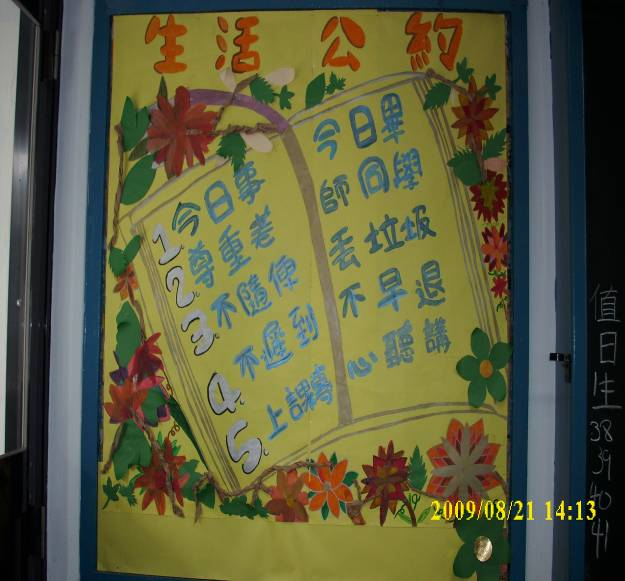 生活公約
1.今日事今日畢
2.尊重老師同學
3.不隨便丟垃圾
4.不遲到不早退
5.上課專心聽講
值日生
38
39
40
41
2009/08/21 14:13